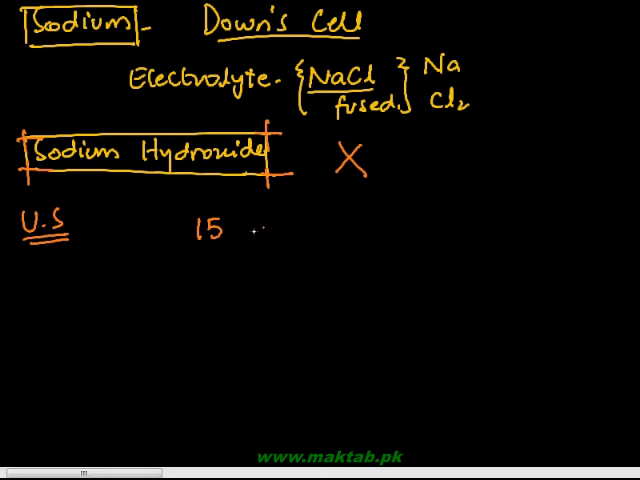 Sodium - Down's Cell
Electrolyte - { NaCl fused. } Na Cl2
Sodium Hydroxide X
U.S 15
www.maktab.pk